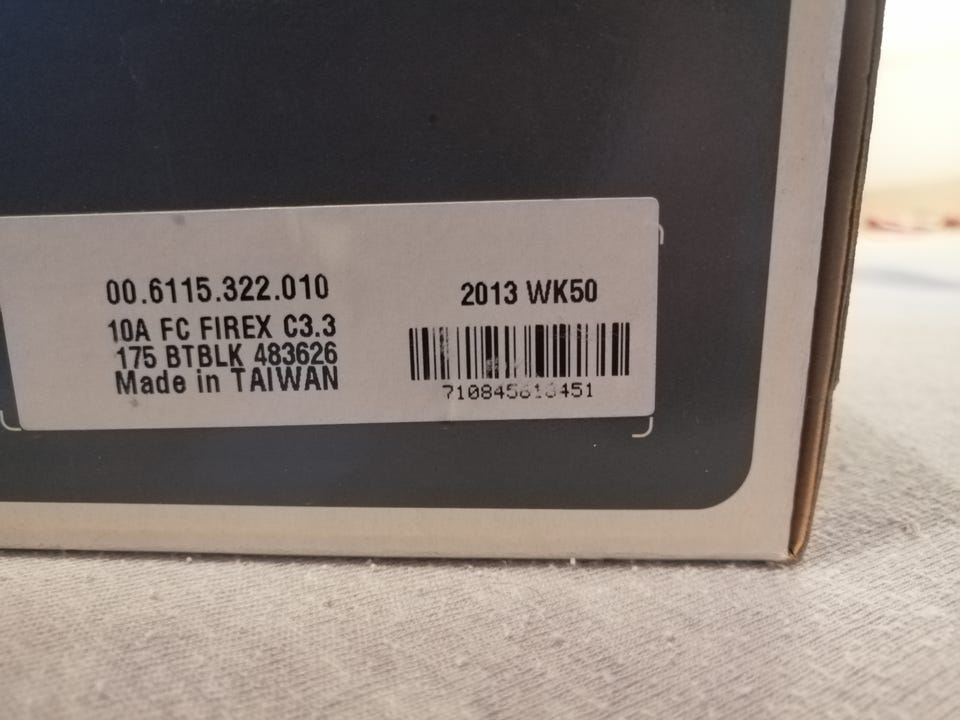 00.6115.322.010
2013 WK50
10A FC FIREX C3.3
175 BTBLK 483626
Made in TAIWAN